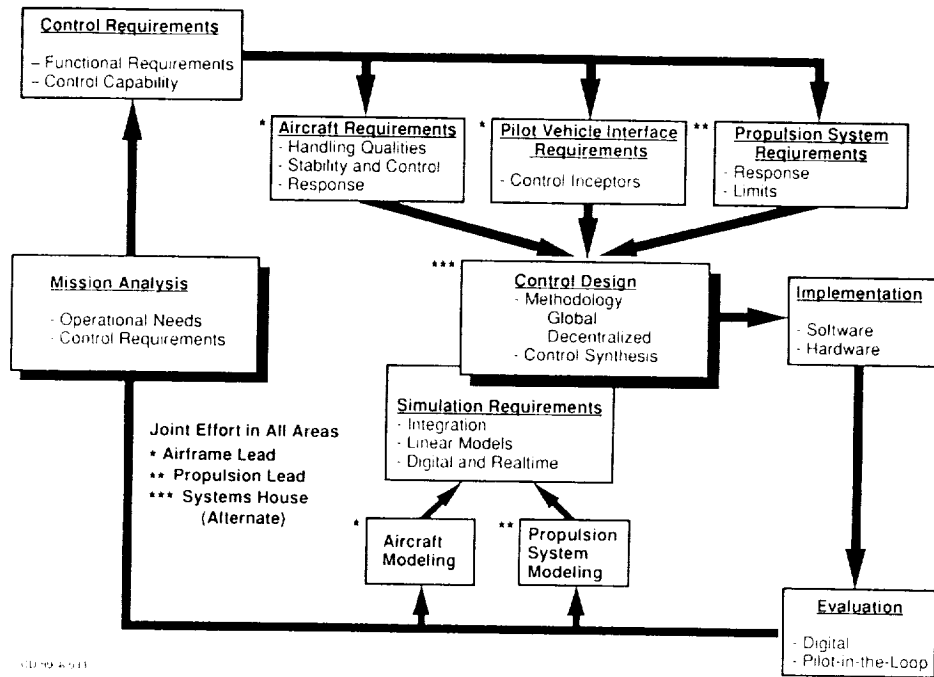 Control Requirements
– Functional Requirements
– Control Capability
* Aircraft Requirements
- Handling Qualities
- Stability and Control
- Response
* Pilot Vehicle Interface
Requirements
- Control Inceptors
** Propulsion System
Reqiurements
- Response
- Limits
Mission Analysis
- Operational Needs
- Control Requirements
*** Control Design
- Methodology
Global
Decentralized
- Control Synthesis
Implementation
- Software
- Hardware
Simulation Requirements
- Integration
- Linear Models
- Digital and Realtime
Joint Effort in All Areas
* Airframe Lead
** Propulsion Lead
*** Systems House
(Alternate)
* Aircraft
Modeling
** Propulsion
System
Modeling
Evaluation
- Digital
- Pilot-in-the-Loop